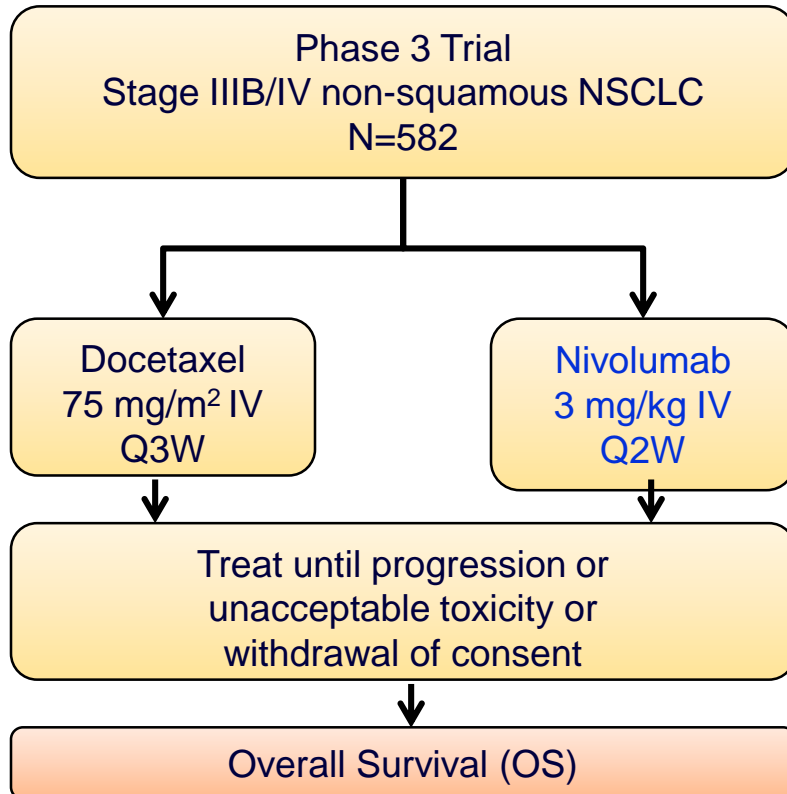 Phase 3 Trial
Stage IIIB/IV non-squamous NSCLC
N=582
Docetaxel
75 mg/m² IV
Q3W
Nivolumab
3 mg/kg IV
Q2W
Treat until progression or
unacceptable toxicity or
withdrawal of consent
Overall Survival (OS)